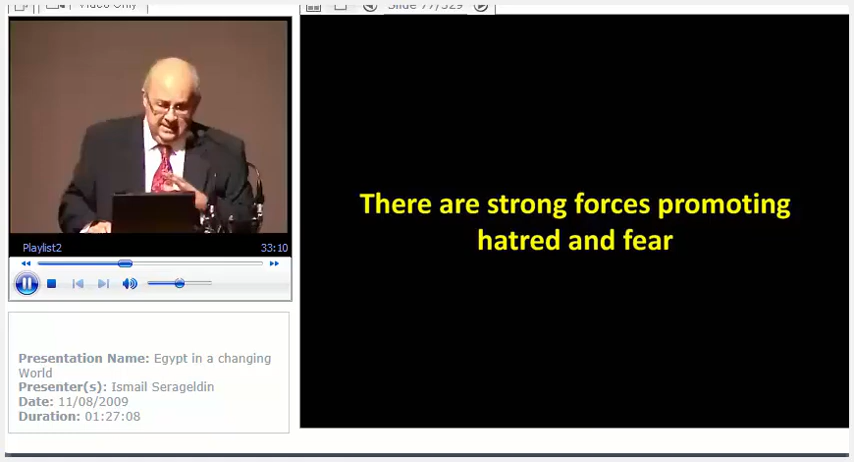 Video Only
Slide 77/329
There are strong forces promoting
hatred and fear
Playlist2
33:10
Presentation Name: Egypt in a changing
World
Presenter(s): Ismail Serageldin
Date: 11/08/2009
Duration: 01:27:08